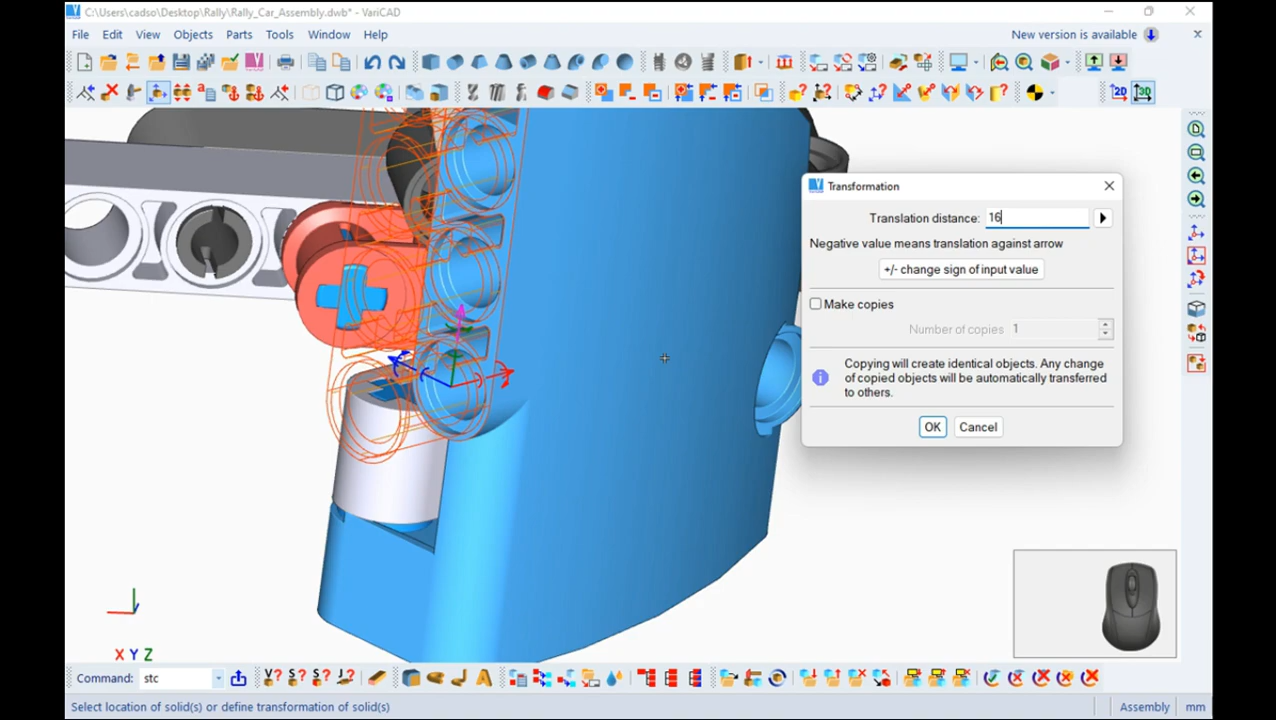 C:\Users\cadso\Desktop\Rally\Rally_Car_Assembly.dwb* - VariCAD
File Edit View Objects Parts Tools Window Help
New version is available
2D 3D
Transformation
Translation distance: 16
Negative value means translation against arrow
+/- change sign of input value
Make copies
Number of copies 1
Copying will create identical objects. Any change
of copied objects will be automatically transferred
to others.
OK Cancel
X Y Z
Command: stc
Select location of solid(s) or define transformation of solid(s)
Assembly mm